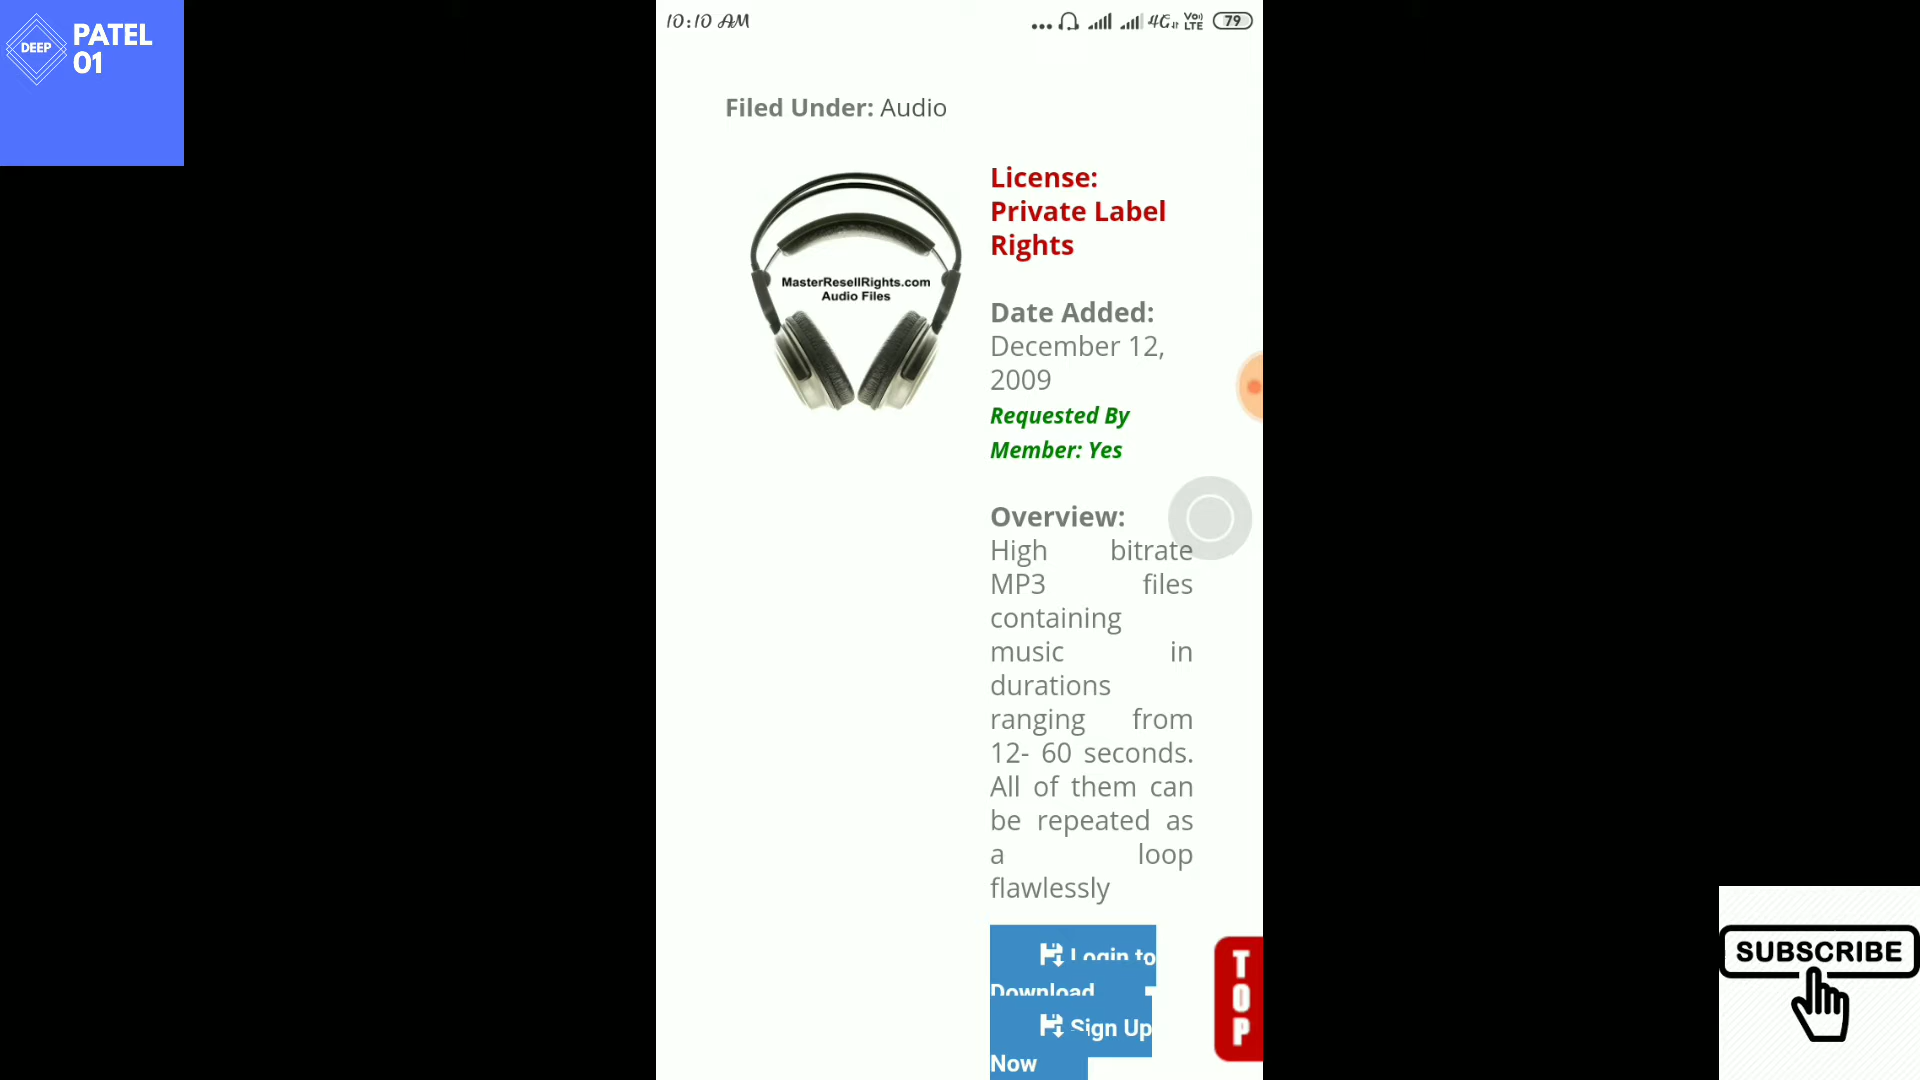 DEEP
PATEL
01
10:10 AM
4G
Vo)
LTE
79
Filed Under: Audio
MasterResellRights.com
Audio Files
License:
Private Label
Rights
Date Added:
December 12,
2009
Requested By
Member: Yes
Overview:
High bitrate
MP3 files
containing
music in
durations
ranging from
12- 60 seconds.
All of them can
be repeated as
a loop
flawlessly
Login to
Download
Sign Up
Now
TOP
SUBSCRIBE